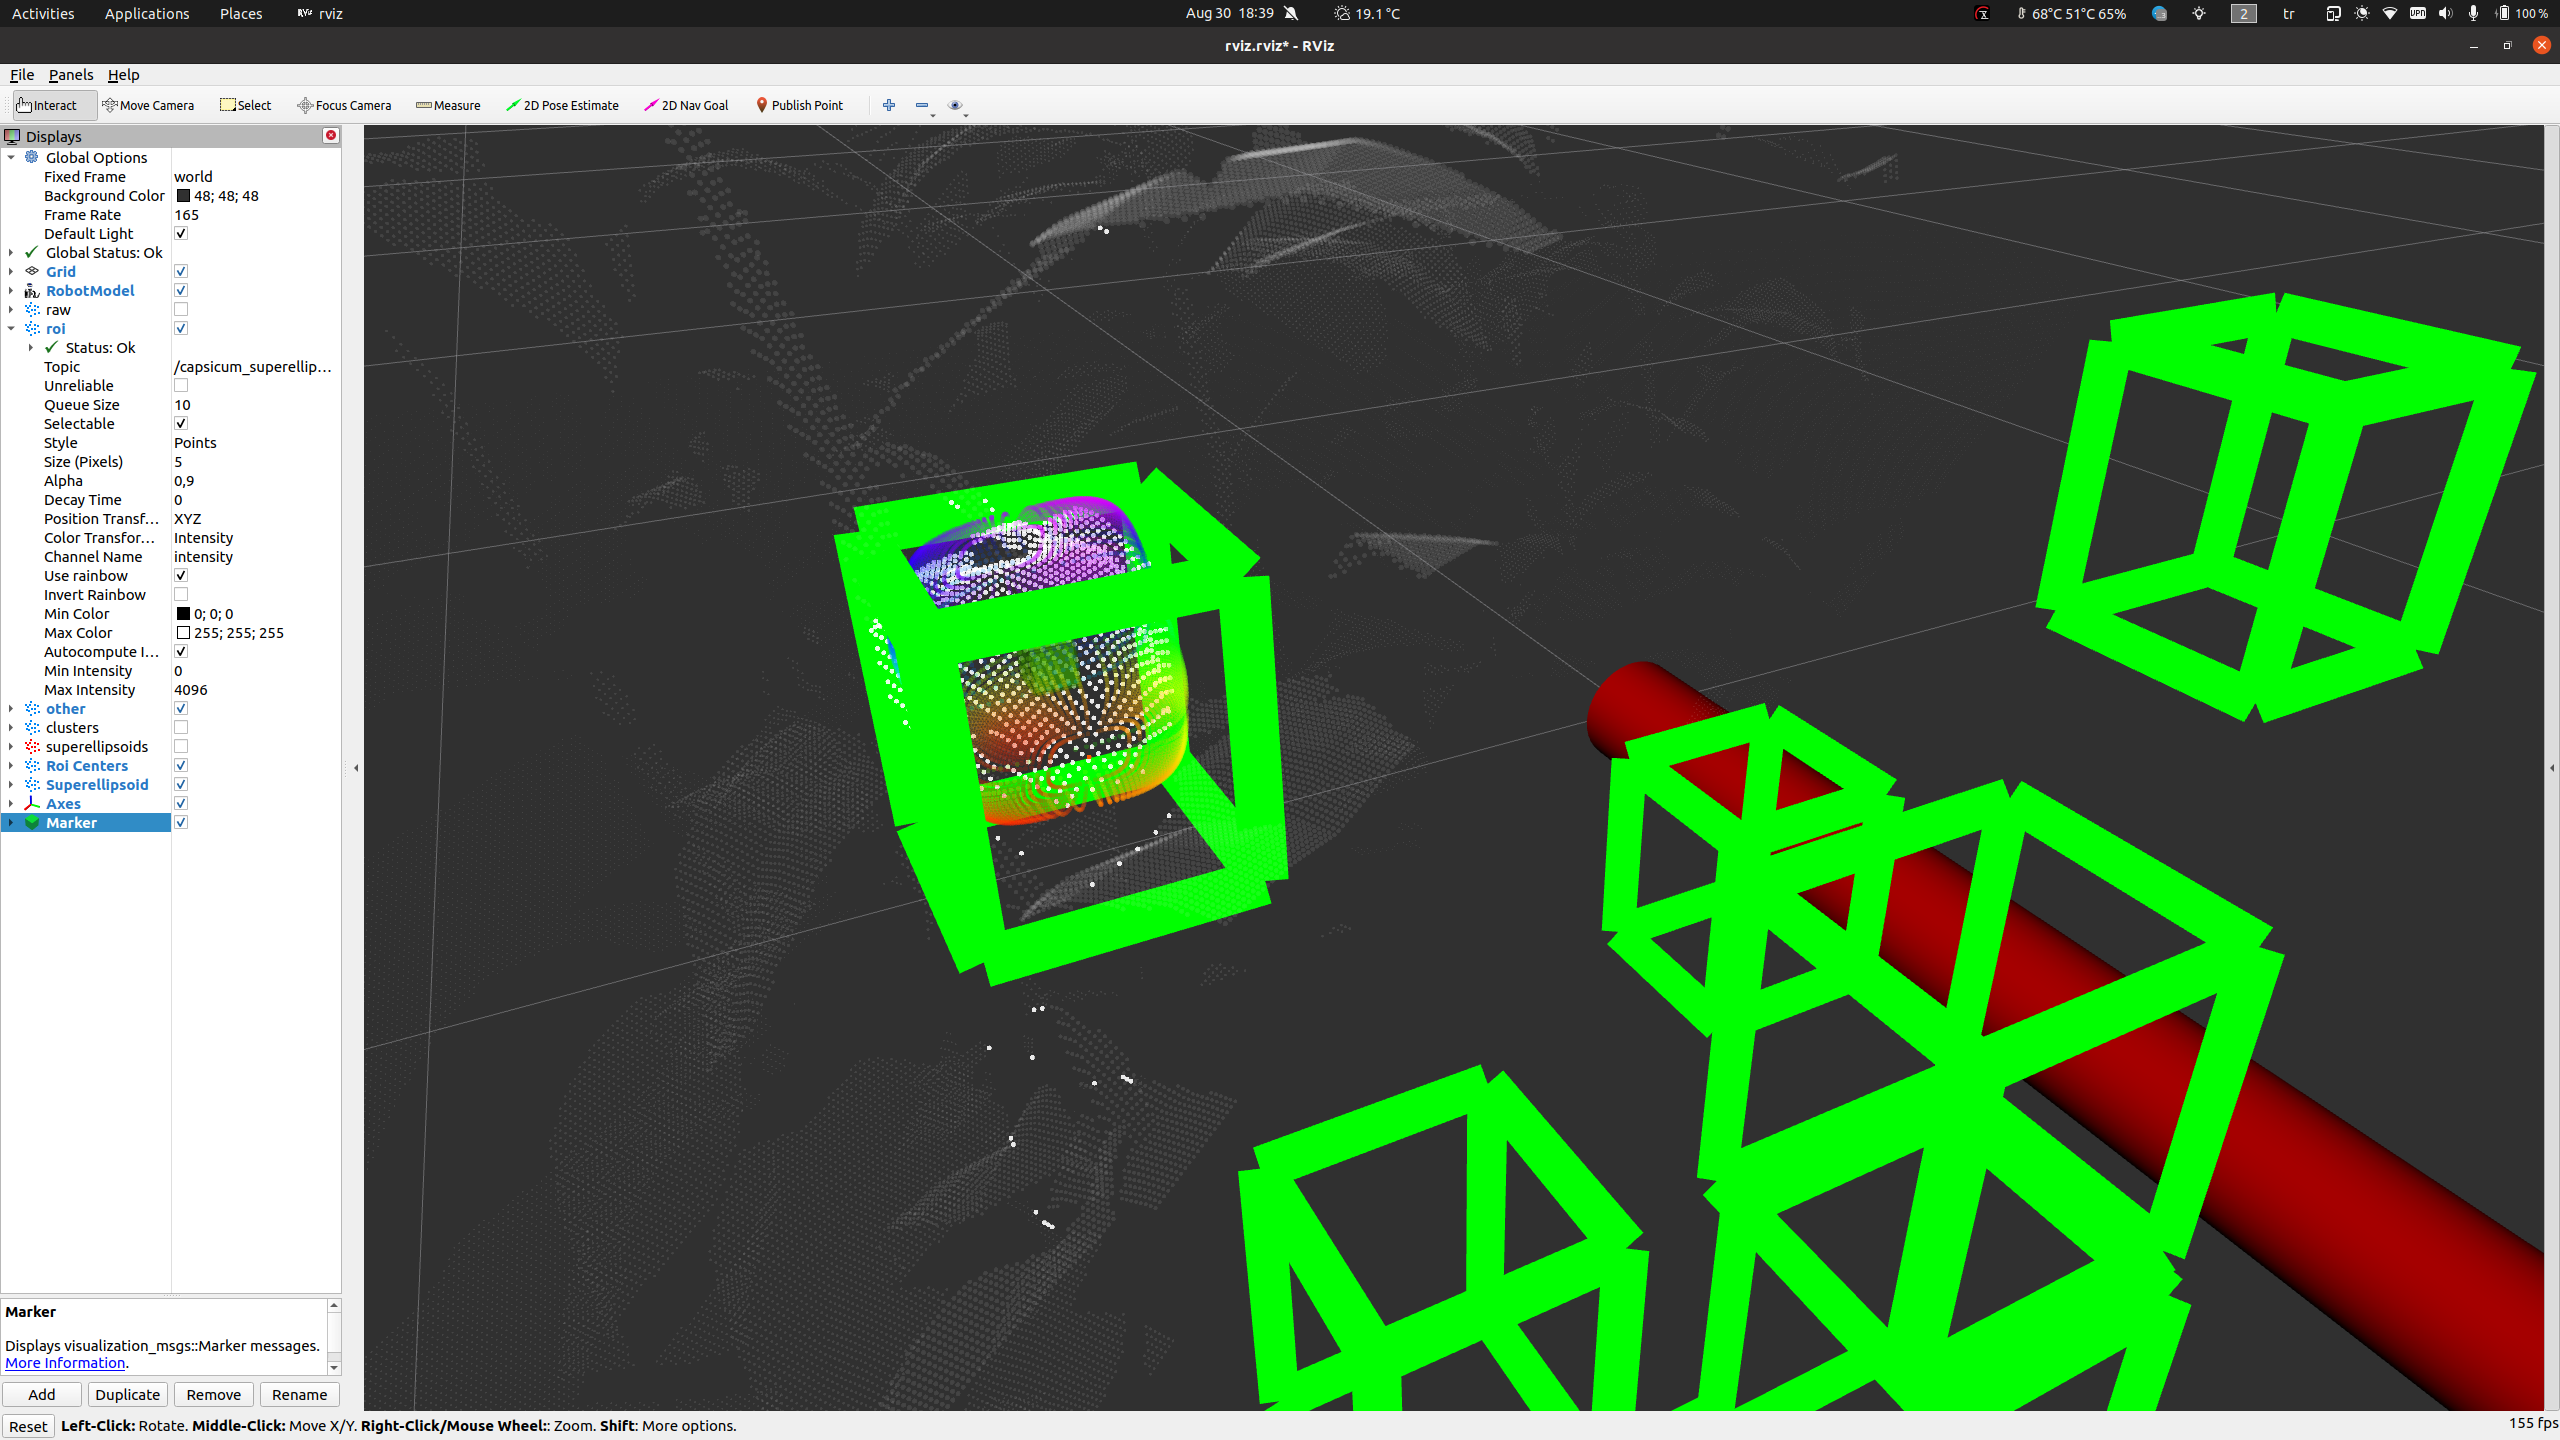 Activities Applications Places RViz rviz Aug 30 18:39 19.1 °C 68°C 51°C 65% 2 tr VPN 100 %
rviz.rviz* - RViz
File Panels Help
Interact Move Camera Select Focus Camera Measure 2D Pose Estimate 2D Nav Goal Publish Point
Displays
Global Options
Fixed Frame world
Background Color 48; 48; 48
Frame Rate 165
Default Light
Global Status: Ok
Grid
RobotModel
raw
roi
Status: Ok
Topic /capsicum_superellip…
Unreliable
Queue Size 10
Selectable
Style Points
Size (Pixels) 5
Alpha 0,9
Decay Time 0
Position Transf… XYZ
Color Transfor… Intensity
Channel Name intensity
Use rainbow
Invert Rainbow
Min Color 0; 0; 0
Max Color 255; 255; 255
Autocompute I…
Min Intensity 0
Max Intensity 4096
other
clusters
superellipsoids
Roi Centers
Superellipsoid
Axes
Marker
Marker
Displays visualization_msgs::Marker messages.
More Information.
Add Duplicate Remove Rename
Reset Left-Click: Rotate. Middle-Click: Move X/Y. Right-Click/Mouse Wheel:: Zoom. Shift: More options. 155 fps